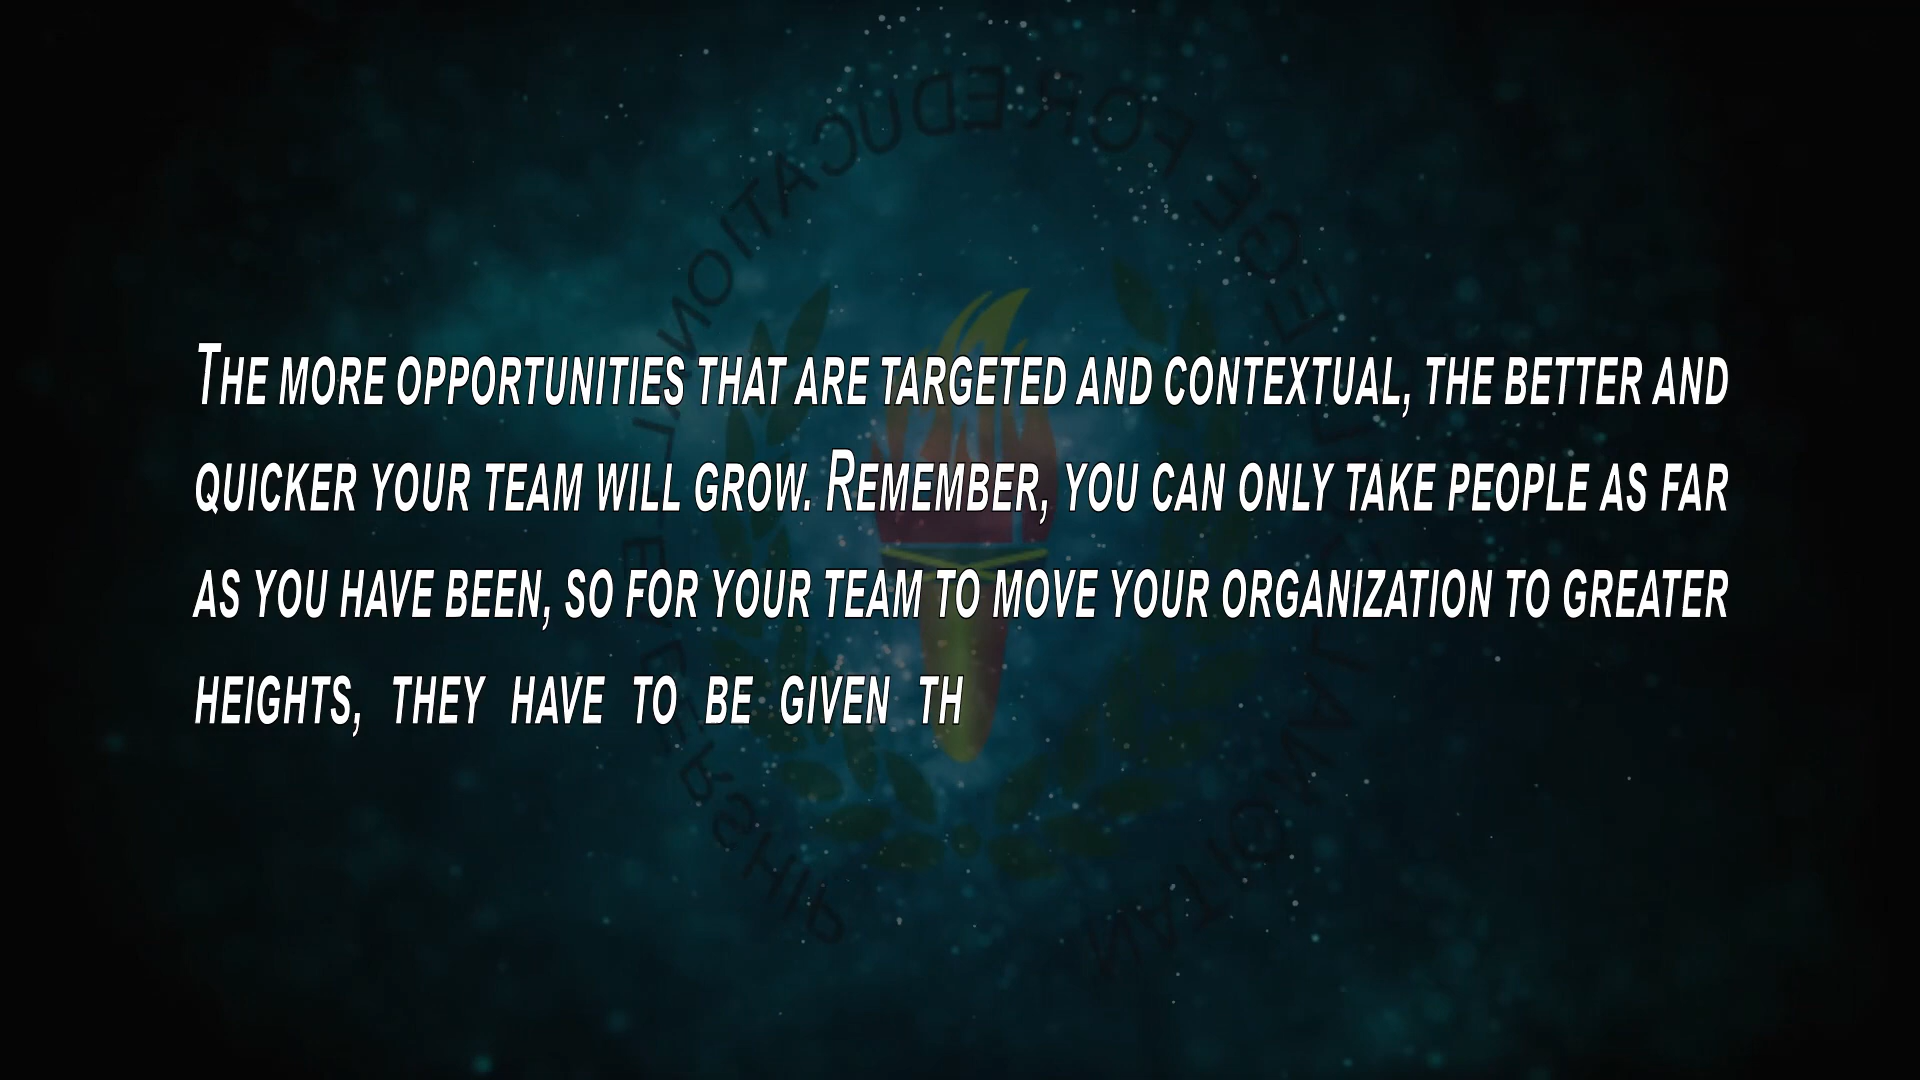 The more opportunities that are targeted and contextual, the better and
quicker your team will grow. Remember, you can only take people as far
as you have been, so for your team to move your organization to greater
heights, they have to be given th